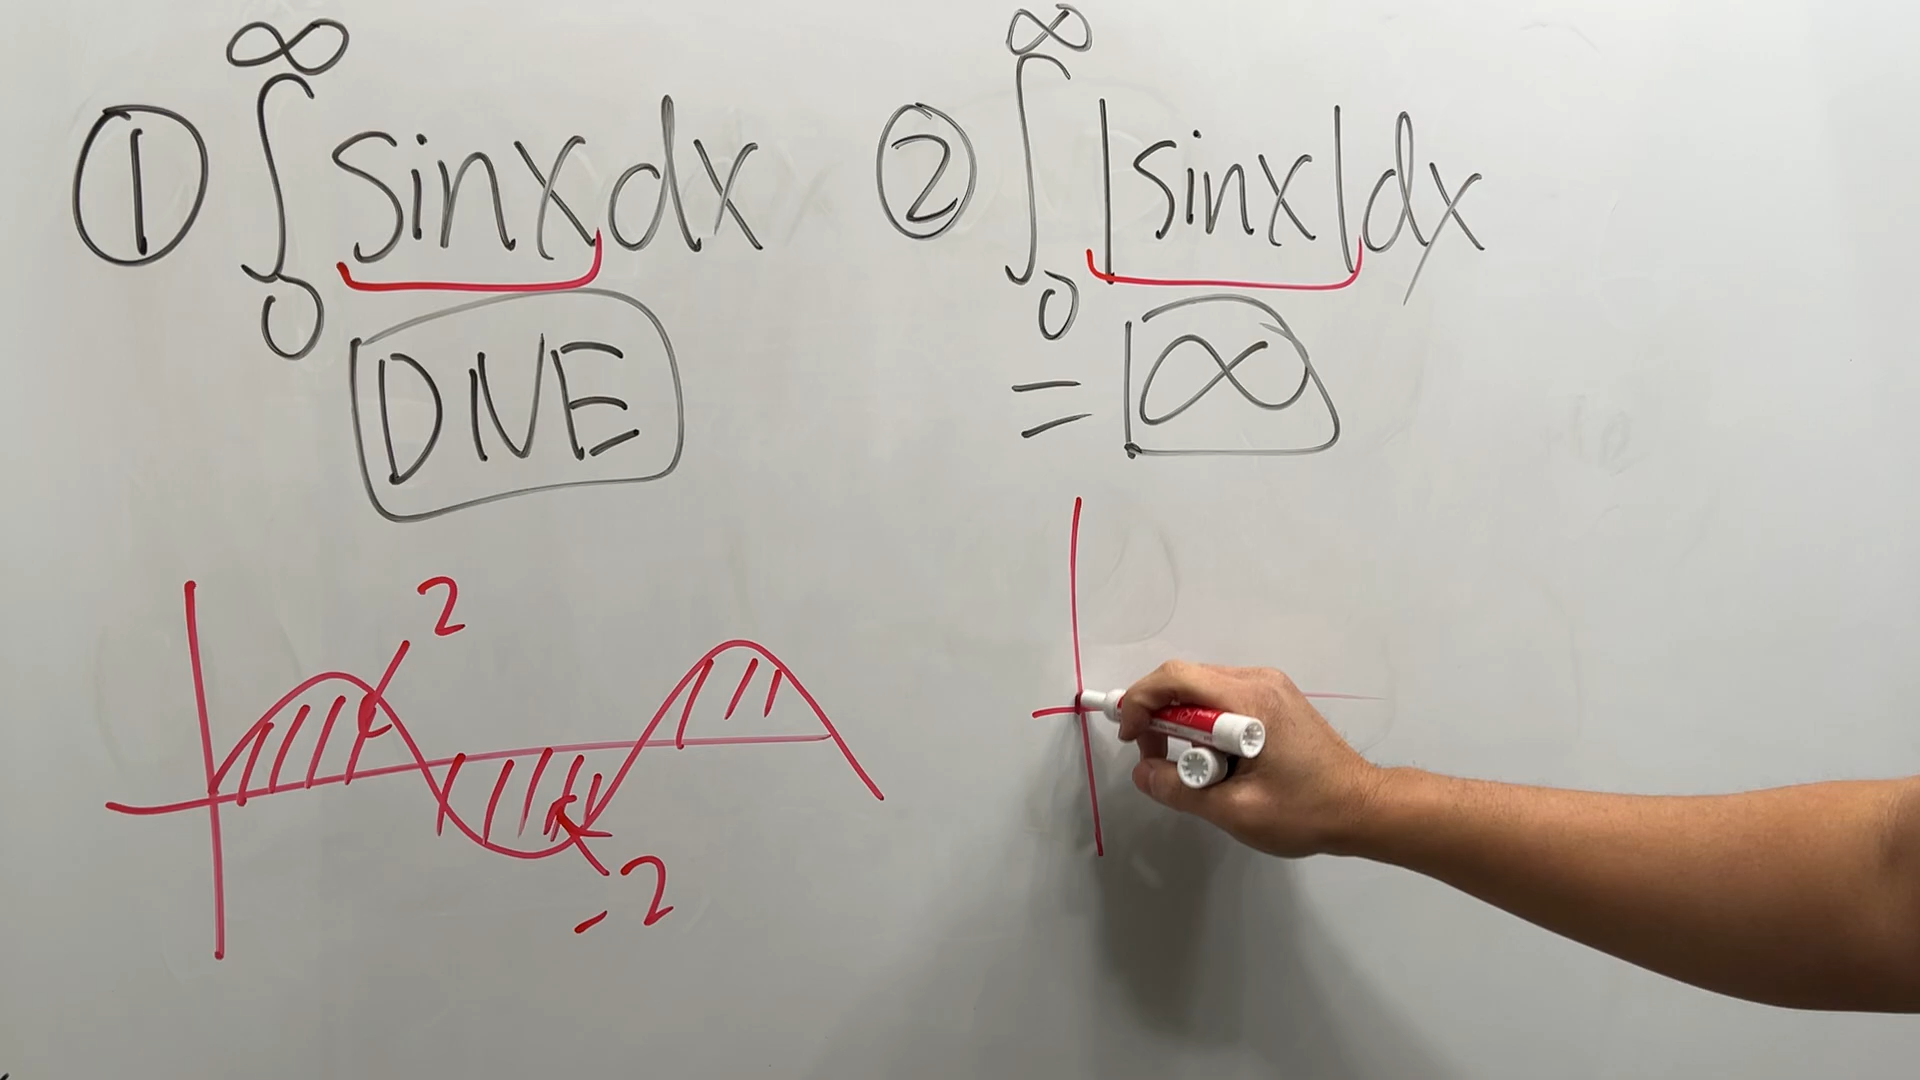 ① ∫₀^∞ sinx dx
DNE
2
-2
② ∫₀^∞ |sinx| dx
= ∞